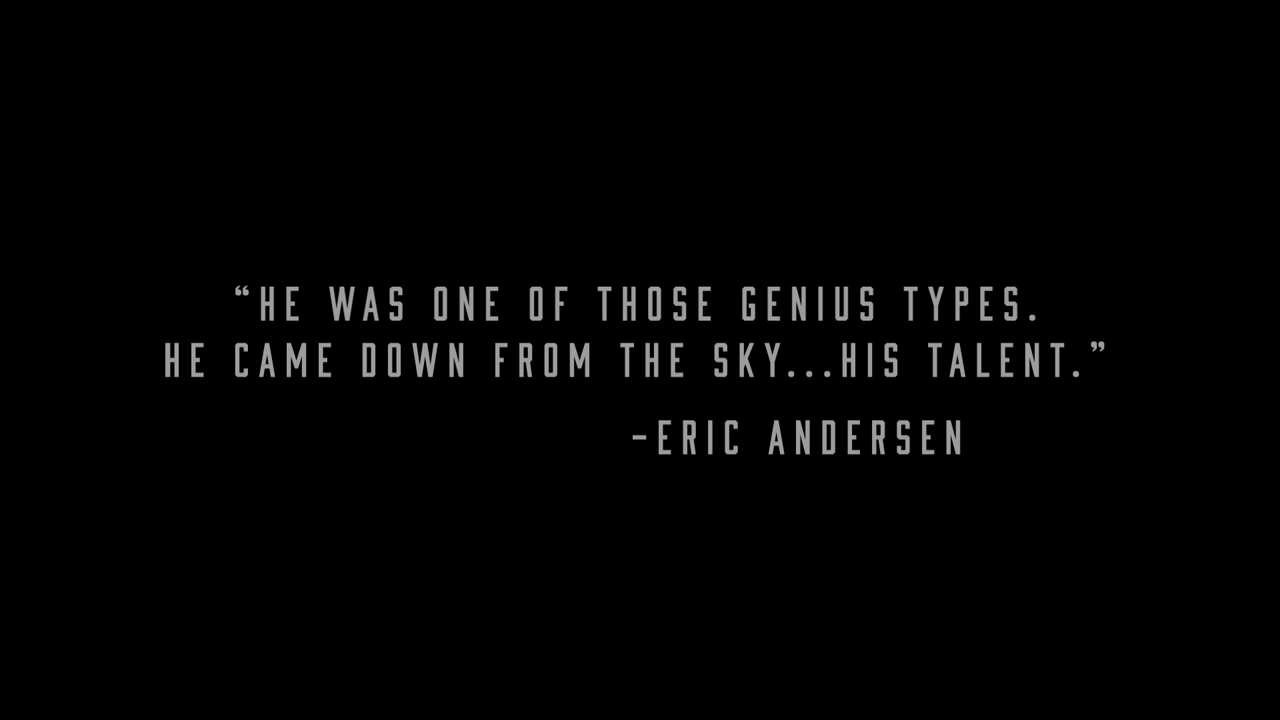 “HE WAS ONE OF THOSE GENIUS TYPES.
HE CAME DOWN FROM THE SKY...HIS TALENT.”
-ERIC ANDERSEN